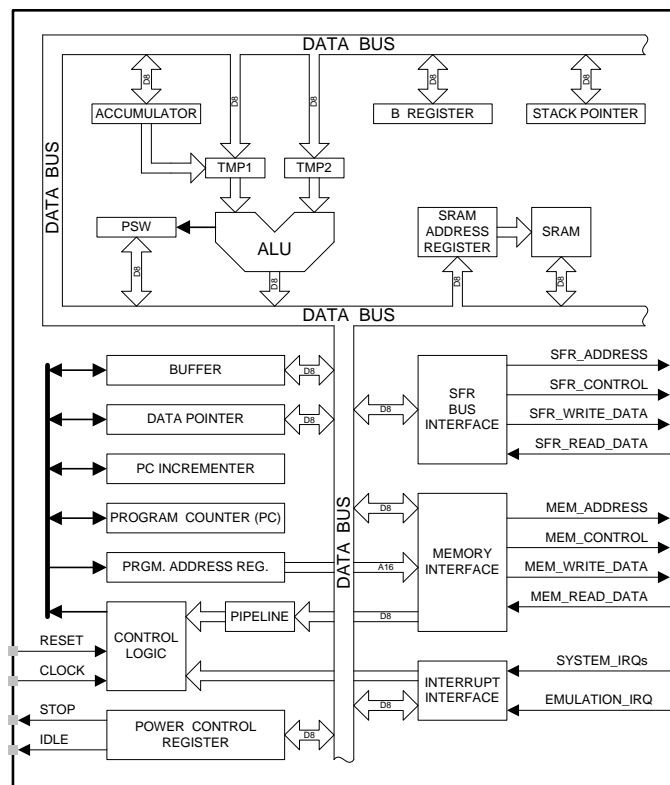 DATA BUS
D8
D8
D8
D8
D8
ACCUMULATOR
B REGISTER
STACK POINTER
DATA BUS
TMP1
TMP2
PSW
ALU
SRAM
ADDRESS
REGISTER
SRAM
D8
D8
D8
D8
DATA BUS
BUFFER
D8
DATA POINTER
D8
PC INCREMENTER
PROGRAM COUNTER (PC)
PRGM. ADDRESS REG.
A16
DATA BUS
D8
SFR
BUS
INTERFACE
SFR_ADDRESS
SFR_CONTROL
SFR_WRITE_DATA
SFR_READ_DATA
D8
MEMORY
INTERFACE
MEM_ADDRESS
MEM_CONTROL
MEM_WRITE_DATA
MEM_READ_DATA
PIPELINE
D8
RESET
CLOCK
CONTROL
LOGIC
INTERRUPT
INTERFACE
SYSTEM_IRQs
EMULATION_IRQ
D8
STOP
IDLE
POWER CONTROL
REGISTER
D8